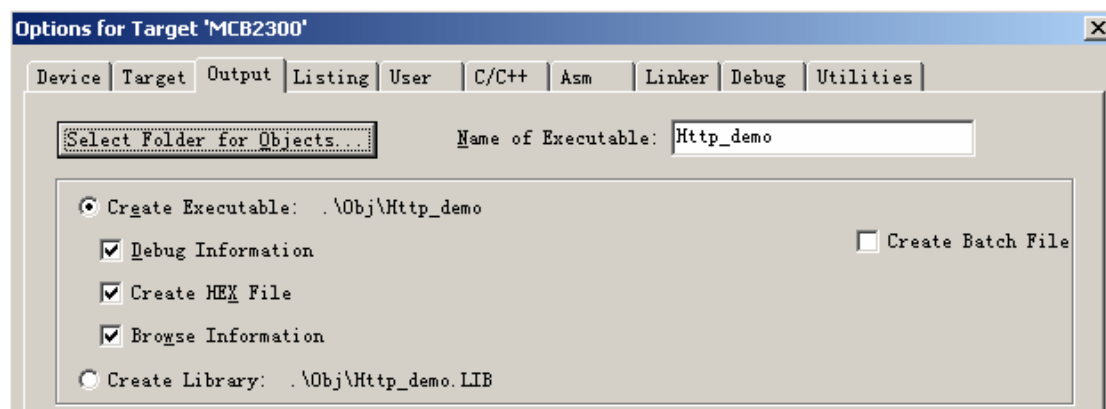 Options for Target 'MCB2300'
Device Target Output Listing User C/C++ Asm Linker Debug Utilities
Select Folder for Objects... Name of Executable: Http_demo
Create Executable: .\Obj\Http_demo
Debug Information Create Batch File
Create HEX File
Browse Information
Create Library: .\Obj\Http_demo.LIB